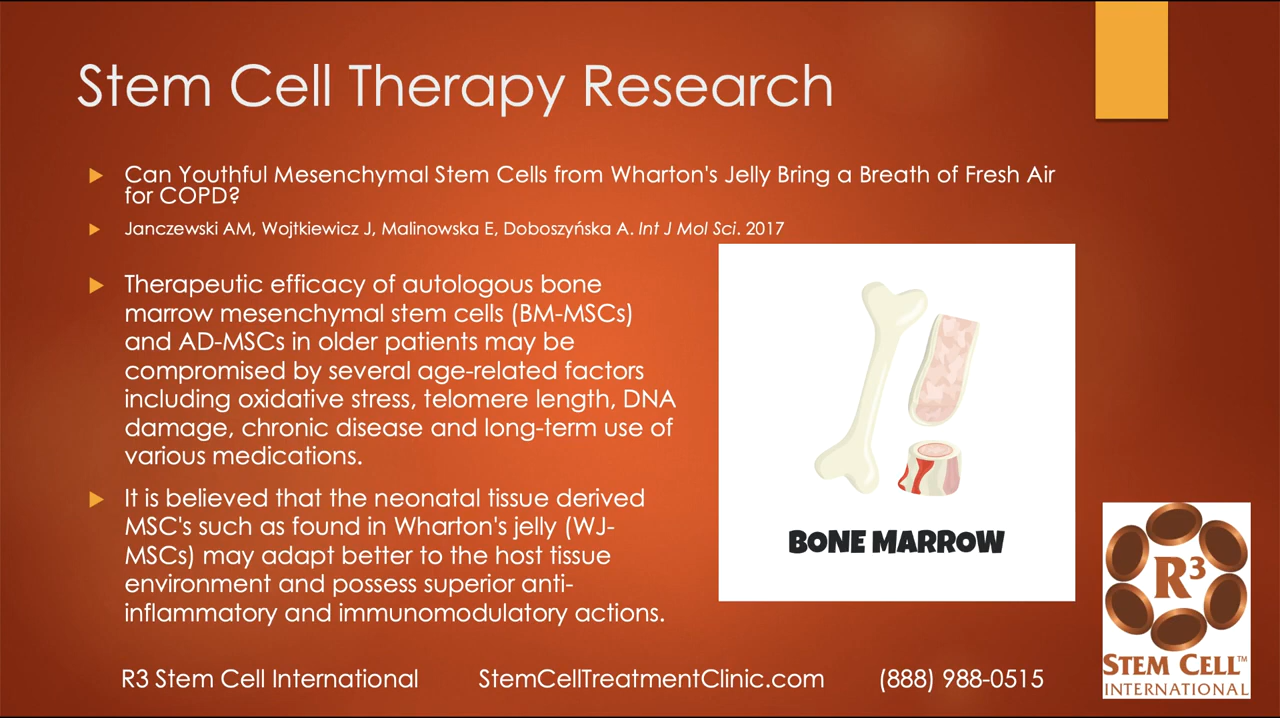 Stem Cell Therapy Research
Can Youthful Mesenchymal Stem Cells from Wharton's Jelly Bring a Breath of Fresh Air
for COPD?
Janczewski AM, Wojtkiewicz J, Malinowska E, Doboszyńska A. Int J Mol Sci. 2017
Therapeutic efficacy of autologous bone
marrow mesenchymal stem cells (BM-MSCs)
and AD-MSCs in older patients may be
compromised by several age-related factors
including oxidative stress, telomere length, DNA
damage, chronic disease and long-term use of
various medications.
It is believed that the neonatal tissue derived
MSC's such as found in Wharton's jelly (WJ-
MSCs) may adapt better to the host tissue
environment and possess superior anti-
inflammatory and immunomodulatory actions.
BONE MARROW
R3
STEM CELL™
INTERNATIONAL
R3 Stem Cell International StemCellTreatmentClinic.com (888) 988-0515